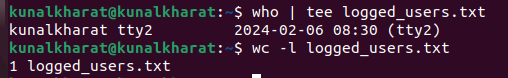 kunalkharat@kunalkharat:~$ who | tee logged_users.txt
kunalkharat tty2         2024-02-06 08:30 (tty2)
kunalkharat@kunalkharat:~$ wc -l logged_users.txt
1 logged_users.txt